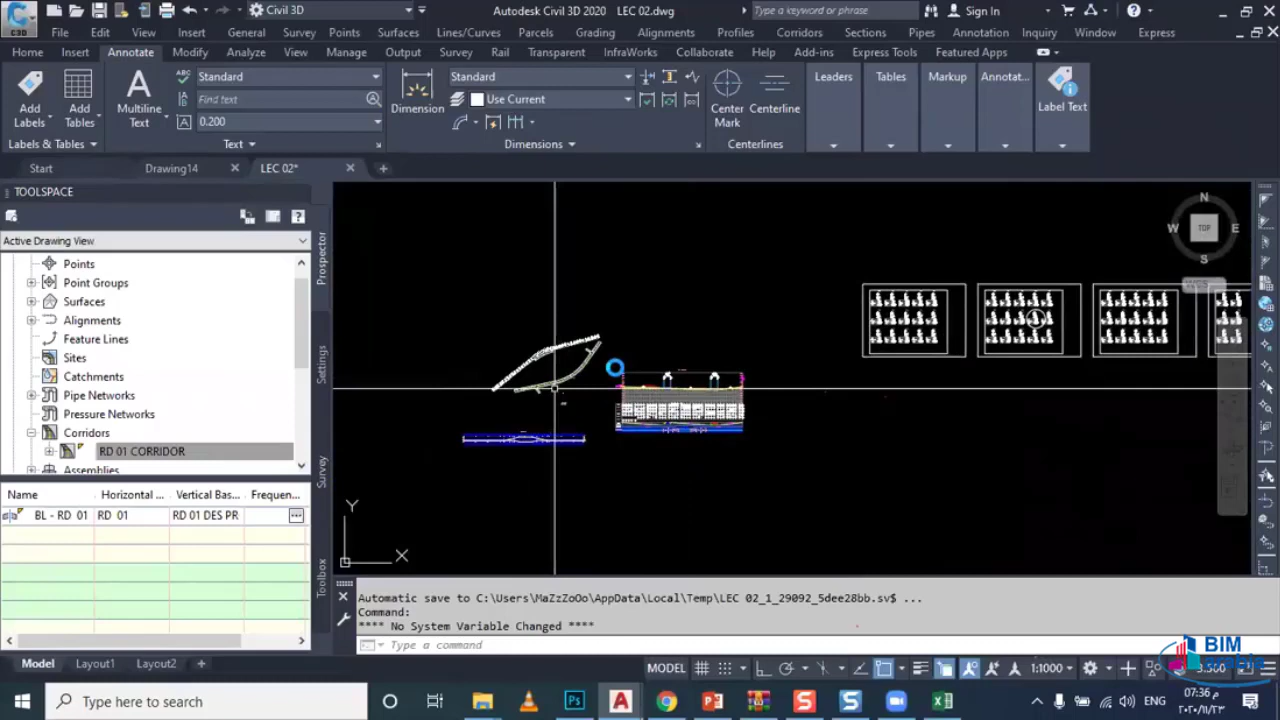 C3D
Civil 3D
Autodesk Civil 3D 2020 LEC 02.dwg
Type a keyword or phrase
Sign In
File Edit View Insert General Survey Points Surfaces Lines/Curves Parcels Grading Alignments Profiles Corridors Sections Pipes Annotation Inquiry Window Express
Home Insert Annotate Modify Analyze View Manage Output Survey Rail Transparent InfraWorks Collaborate Help Add-ins Express Tools Featured Apps
Add Labels
Add Tables
Labels & Tables
Multiline Text
Standard
Find text
0.200
Text
Dimension
Standard
Use Current
Dimensions
Center Mark
Centerline
Centerlines
Leaders
Tables
Markup
Annotat...
Label Text
Start Drawing14 LEC 02*
TOOLSPACE
Active Drawing View
Points
Point Groups
Surfaces
Alignments
Feature Lines
Sites
Catchments
Pipe Networks
Pressure Networks
Corridors
RD 01 CORRIDOR
Assemblies
Prospector
Settings
Survey
Toolbox
Name Horizontal ... Vertical Bas... Frequen...
BL - RD 01 RD 01 RD 01 DES PR ...
N
W TOP E
S
Y
X
Automatic save to C:\Users\MaZzZoOo\AppData\Local\Temp\LEC 02_1_29092_5dee28bb.sv$ ...
Command:
**** No System Variable Changed ****
Type a command
Model Layout1 Layout2 +
MODEL 1:1000 3.500
BIM
arabia
Type here to search
ENG
07:36 م
٢٠٢٠/١١/٢٣